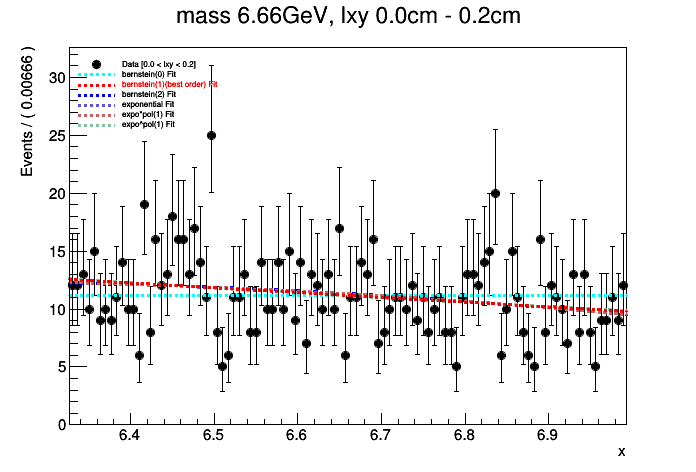 mass 6.66GeV, lxy 0.0cm - 0.2cm
Events / ( 0.00666 )
30
25
20
15
10
5
0
Data [0.0 < lxy < 0.2]
bernstein(0) Fit
bernstein(1)(best order) Fit
bernstein(2) Fit
exponential Fit
expo*pol(1) Fit
expo^pol(1) Fit
6.4 6.5 6.6 6.7 6.8 6.9
x